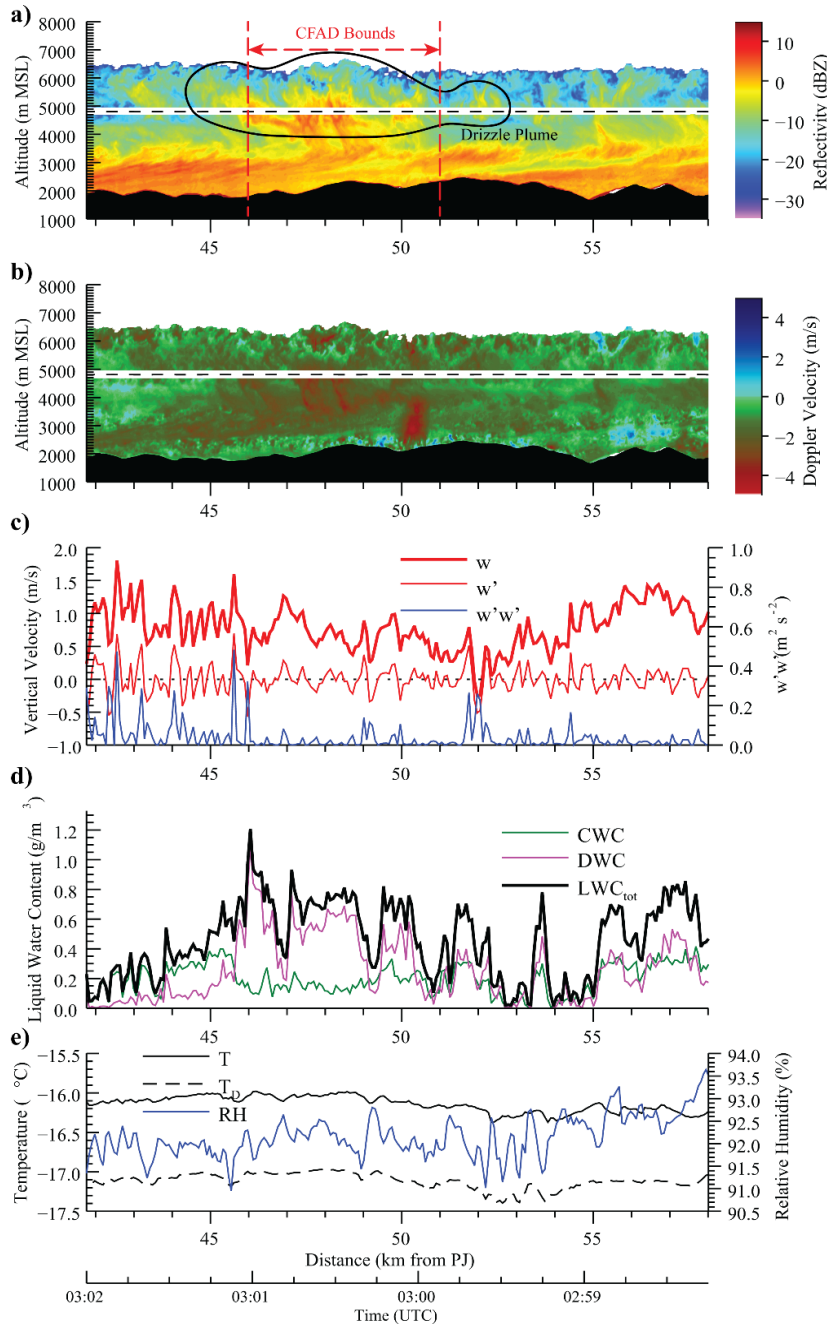 a)
8000
7000
6000
5000
4000
3000
2000
1000
Altitude (m MSL)
CFAD Bounds
Drizzle Plume
45
50
55
10
0
−10
−20
−30
Reflectivity (dBZ)
b)
8000
7000
6000
5000
4000
3000
2000
1000
Altitude (m MSL)
45
50
55
4
2
0
−2
−4
Doppler Velocity (m/s)
c)
2.0
1.5
1.0
0.5
0.0
−0.5
−1.0
Vertical Velocity (m/s)
w
w'
w'w'
1.0
0.8
0.6
0.4
0.2
0.0
w'w'(m² s⁻²)
45
50
55
d)
1.2
1.0
0.8
0.6
0.4
0.2
0.0
Liquid Water Content (g/m³)
CWC
DWC
LWCtot
45
50
55
e)
−15.5
−16.0
−16.5
−17.0
−17.5
Temperature ( °C)
T
TD
RH
94.0
93.5
93.0
92.5
92.0
91.5
91.0
90.5
Relative Humidity (%)
45
50
55
Distance (km from PJ)
03:02
03:01
03:00
02:59
Time (UTC)